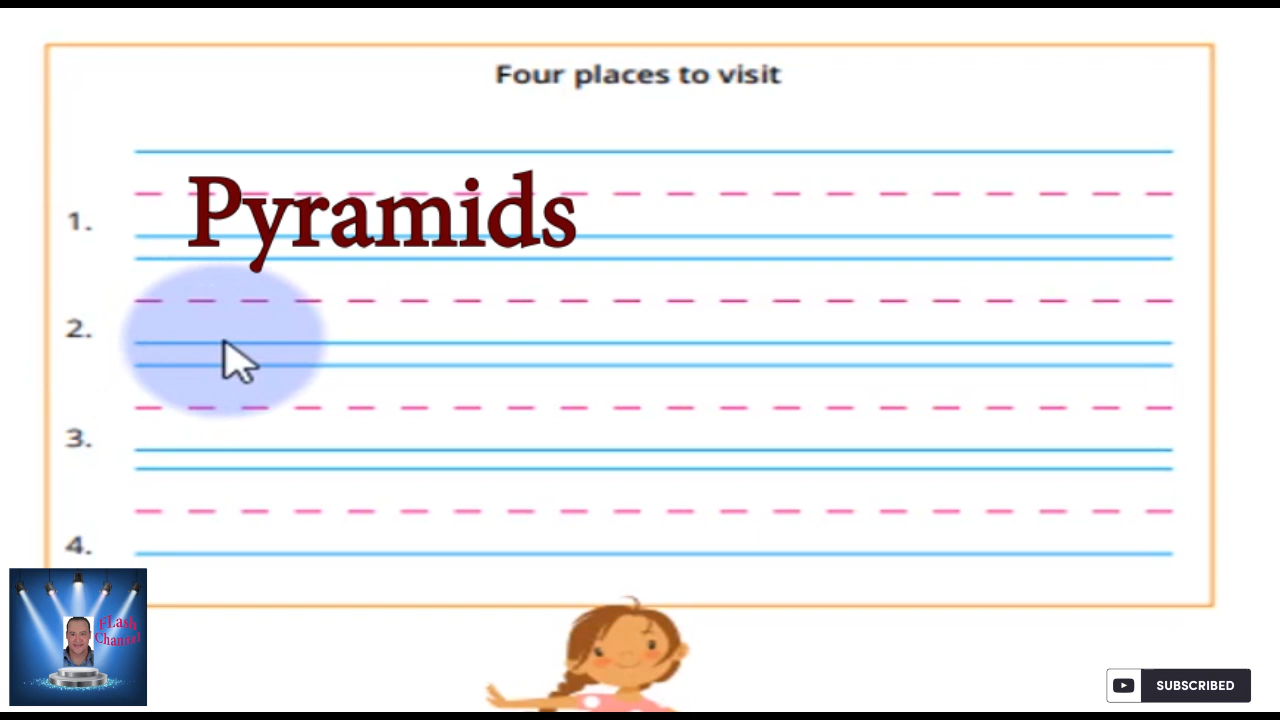 Four places to visit
1. Pyramids
2.
3.
4.
FLash
Channel
SUBSCRIBED